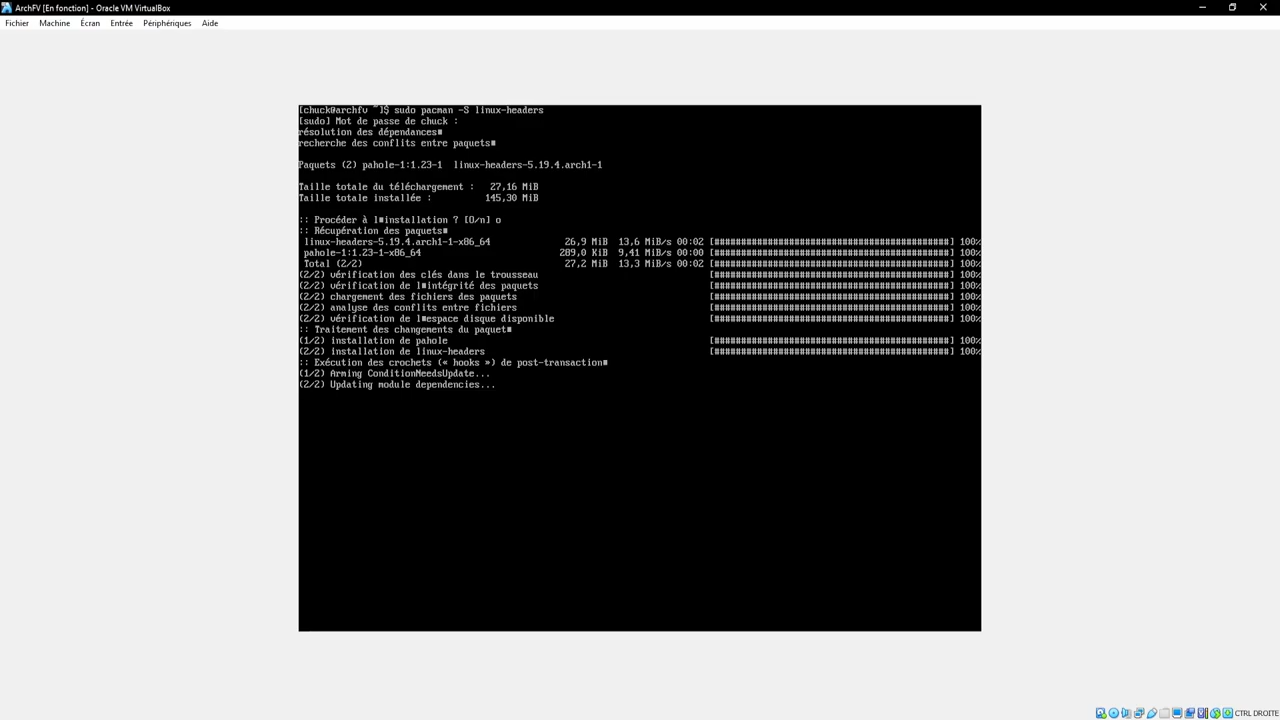 ArchFV [En fonction] - Oracle VM VirtualBox
Fichier Machine Écran Entrée Périphériques Aide
[chuck@archfv ~]$ sudo pacman -S linux-headers
[sudo] Mot de passe de chuck :
résolution des dépendances■
recherche des conflits entre paquets■
Paquets (2) pahole-1:1.23-1  linux-headers-5.19.4.arch1-1
Taille totale du téléchargement :   27,16 MiB
Taille totale installée :          145,30 MiB
:: Procéder à l■installation ? [O/n] o
:: Récupération des paquets■
linux-headers-5.19.4.arch1-1-x86_64 26,9 MiB 13,6 MiB/s 00:02 [############################################] 100%
pahole-1:1.23-1-x86_64 289,0 KiB 9,41 MiB/s 00:00 [############################################] 100%
Total (2/2) 27,2 MiB 13,3 MiB/s 00:02 [############################################] 100%
(2/2) vérification des clés dans le trousseau [############################################] 100%
(2/2) vérification de l■intégrité des paquets [############################################] 100%
(2/2) chargement des fichiers des paquets [############################################] 100%
(2/2) analyse des conflits entre fichiers [############################################] 100%
(2/2) vérification de l■espace disque disponible [############################################] 100%
:: Traitement des changements du paquet■
(1/2) installation de pahole [############################################] 100%
(2/2) installation de linux-headers [############################################] 100%
:: Exécution des crochets (« hooks ») de post-transaction■
(1/2) Arming ConditionNeedsUpdate...
(2/2) Updating module dependencies...
CTRL DROITE